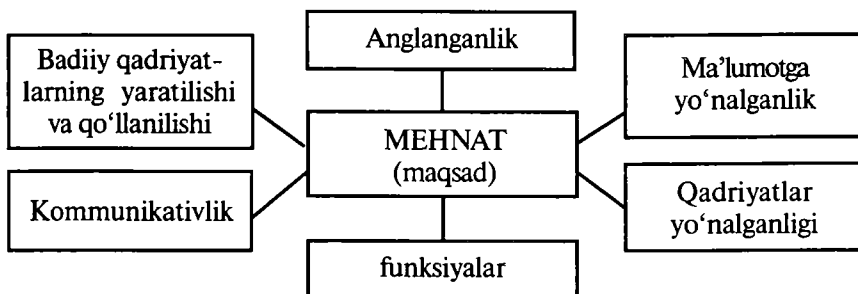 Anglanganlik
Badiiy qadriyat-
larning yaratilishi
va qo‘llanilishi
Ma’lumotga
yo‘nalganlik
MEHNAT
(maqsad)
Kommunikativlik
Qadriyatlar
yo‘nalganligi
funksiyalar